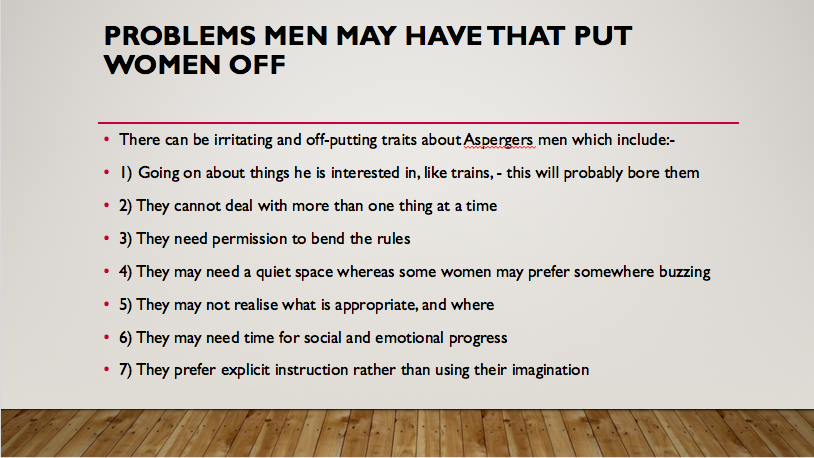 PROBLEMS MEN MAY HAVE THAT PUT
WOMEN OFF
• There can be irritating and off-putting traits about Aspergers men which include:-
• 1) Going on about things he is interested in, like trains, - this will probably bore them
• 2) They cannot deal with more than one thing at a time
• 3) They need permission to bend the rules
• 4) They may need a quiet space whereas some women may prefer somewhere buzzing
• 5) They may not realise what is appropriate, and where
• 6) They may need time for social and emotional progress
• 7) They prefer explicit instruction rather than using their imagination